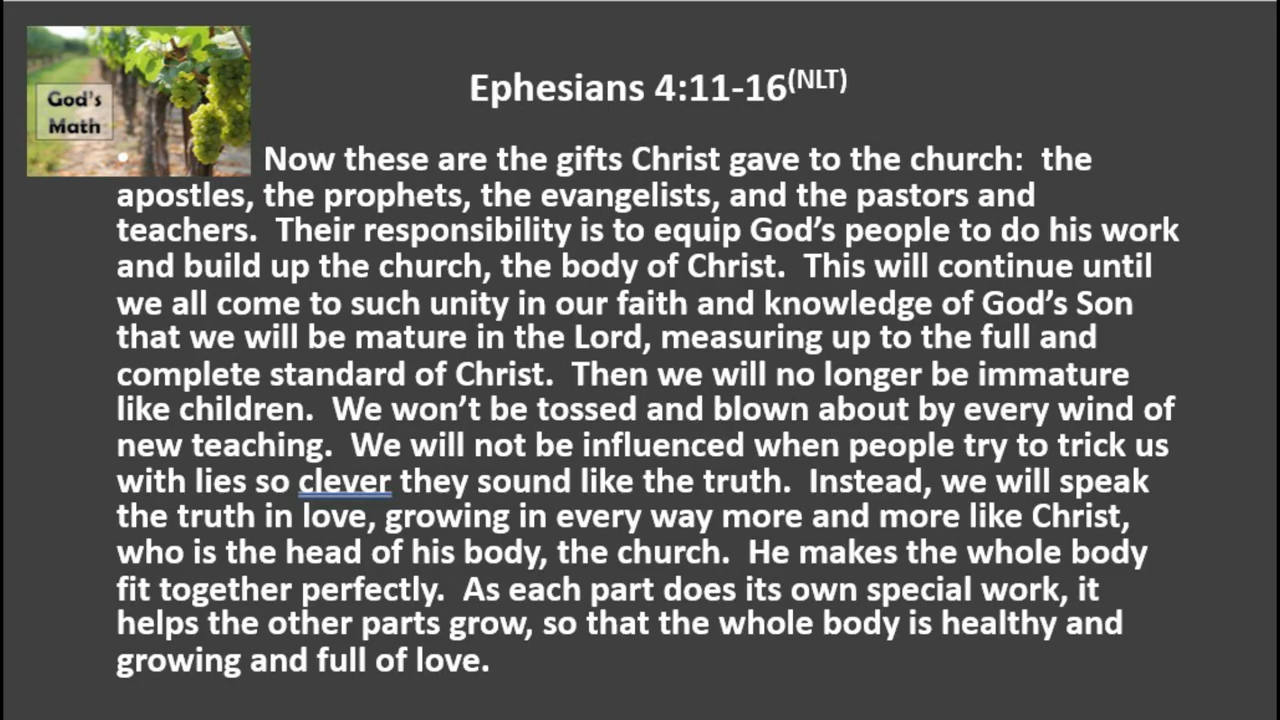 God's
Math
Ephesians 4:11-16(NLT)
Now these are the gifts Christ gave to the church:  the
apostles, the prophets, the evangelists, and the pastors and
teachers.  Their responsibility is to equip God’s people to do his work
and build up the church, the body of Christ.  This will continue until
we all come to such unity in our faith and knowledge of God’s Son
that we will be mature in the Lord, measuring up to the full and
complete standard of Christ.  Then we will no longer be immature
like children.  We won’t be tossed and blown about by every wind of
new teaching.  We will not be influenced when people try to trick us
with lies so clever they sound like the truth.  Instead, we will speak
the truth in love, growing in every way more and more like Christ,
who is the head of his body, the church.  He makes the whole body
fit together perfectly.  As each part does its own special work, it
helps the other parts grow, so that the whole body is healthy and
growing and full of love.